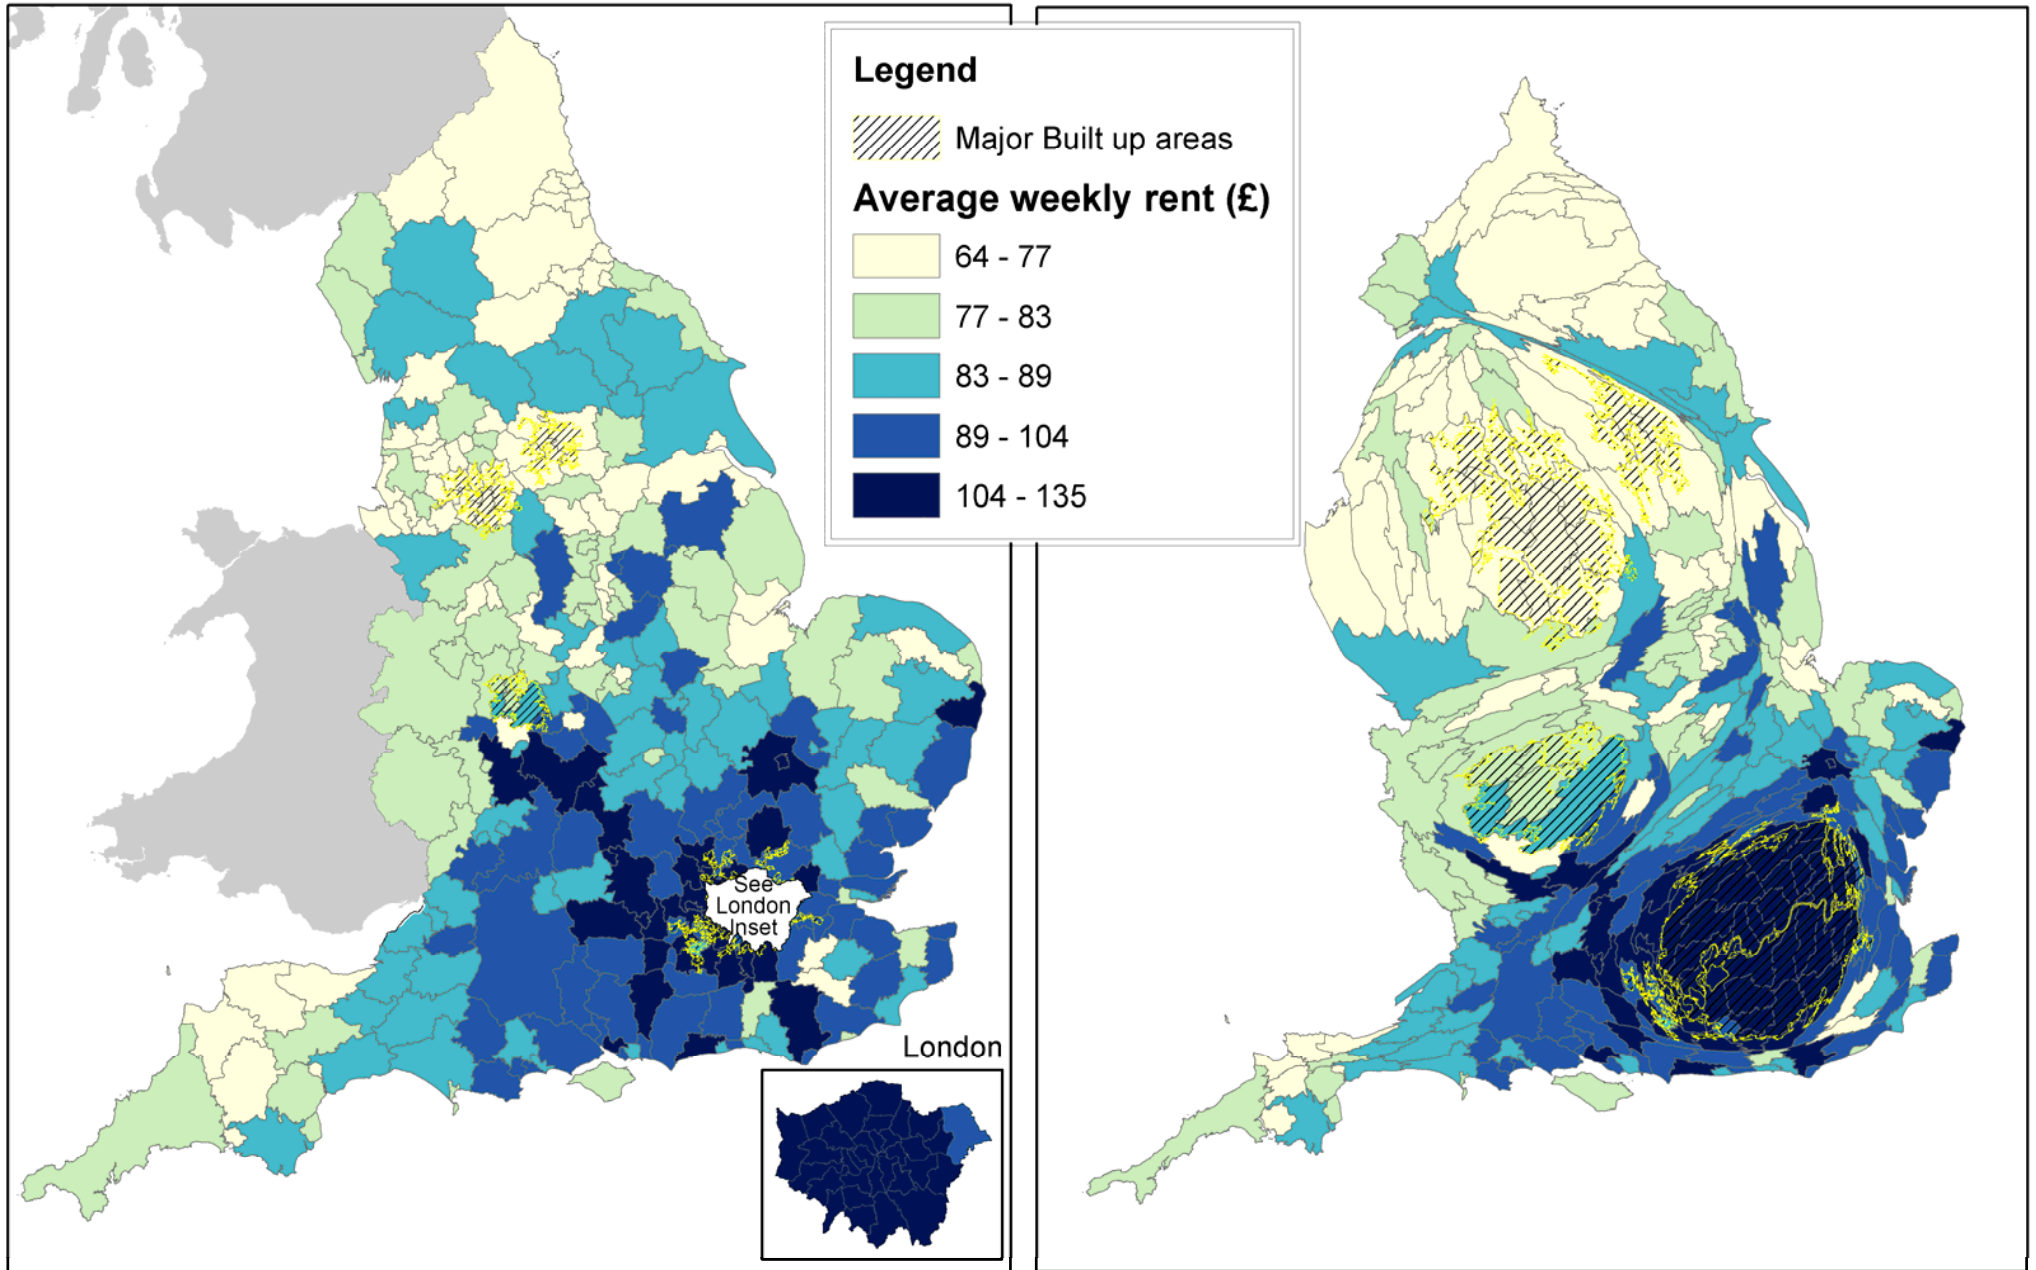 Legend
Major Built up areas
Average weekly rent (£)
64 - 77
77 - 83
83 - 89
89 - 104
104 - 135
See
London
Inset
London